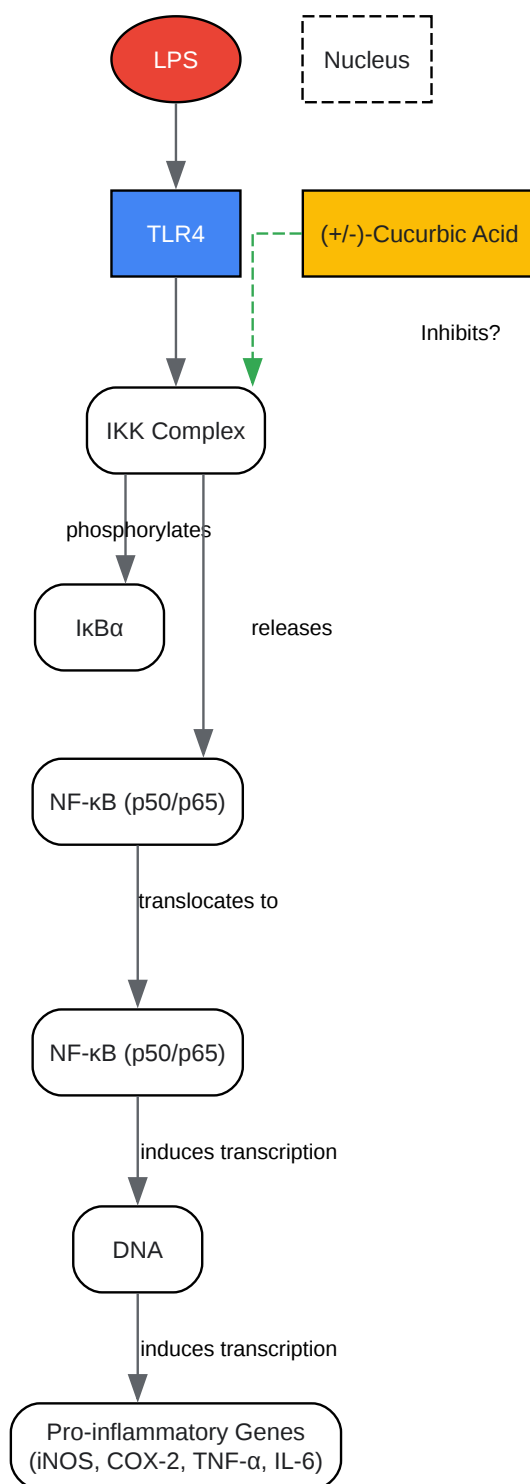 LPS
Nucleus
TLR4
(+/-)-Cucurbic Acid
Inhibits?
IKK Complex
phosphorylates
IκBα
releases
NF-κB (p50/p65)
translocates to
NF-κB (p50/p65)
induces transcription
DNA
induces transcription
Pro-inflammatory Genes
(iNOS, COX-2, TNF-α, IL-6)